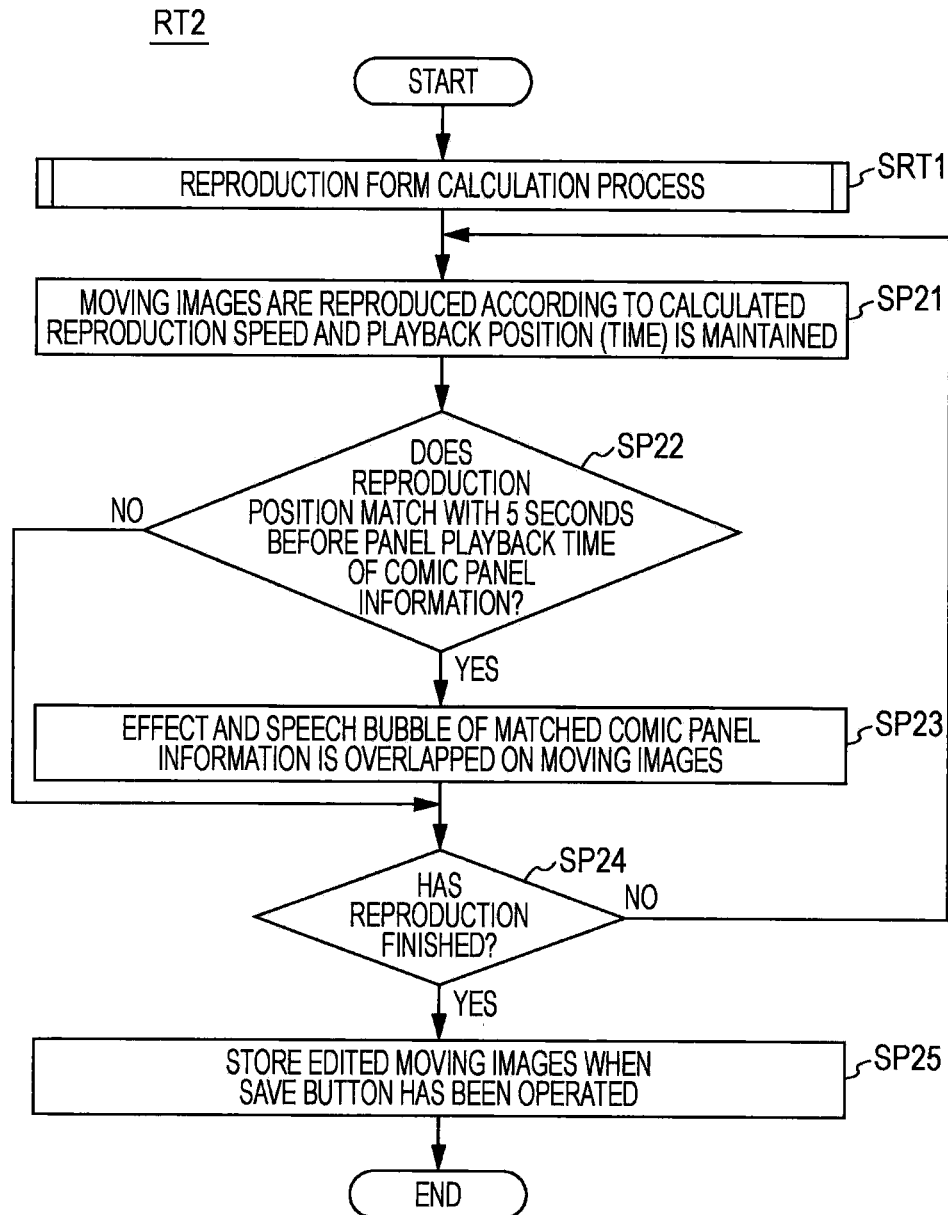 RT2
START
REPRODUCTION FORM CALCULATION PROCESS
SRT1
MOVING IMAGES ARE REPRODUCED ACCORDING TO CALCULATED
REPRODUCTION SPEED AND PLAYBACK POSITION (TIME) IS MAINTAINED
SP21
DOES
REPRODUCTION
POSITION MATCH WITH 5 SECONDS
BEFORE PANEL PLAYBACK TIME
OF COMIC PANEL
INFORMATION?
SP22
NO
YES
EFFECT AND SPEECH BUBBLE OF MATCHED COMIC PANEL
INFORMATION IS OVERLAPPED ON MOVING IMAGES
SP23
HAS
REPRODUCTION
FINISHED?
SP24
NO
YES
STORE EDITED MOVING IMAGES WHEN
SAVE BUTTON HAS BEEN OPERATED
SP25
END